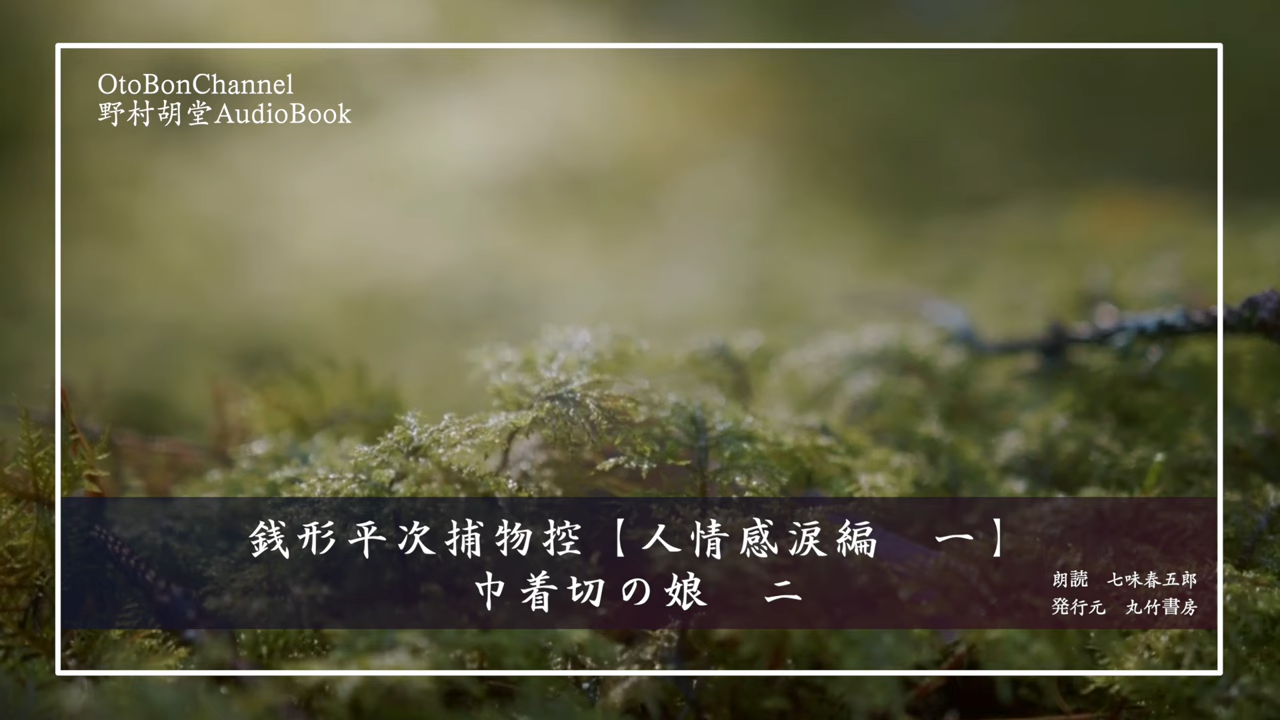 OtoBonChannel
野村胡堂AudioBook
銭形平次捕物控【人情感涙編　一】
巾着切の娘　二
朗読　七味春五郎
発行元　丸竹書房